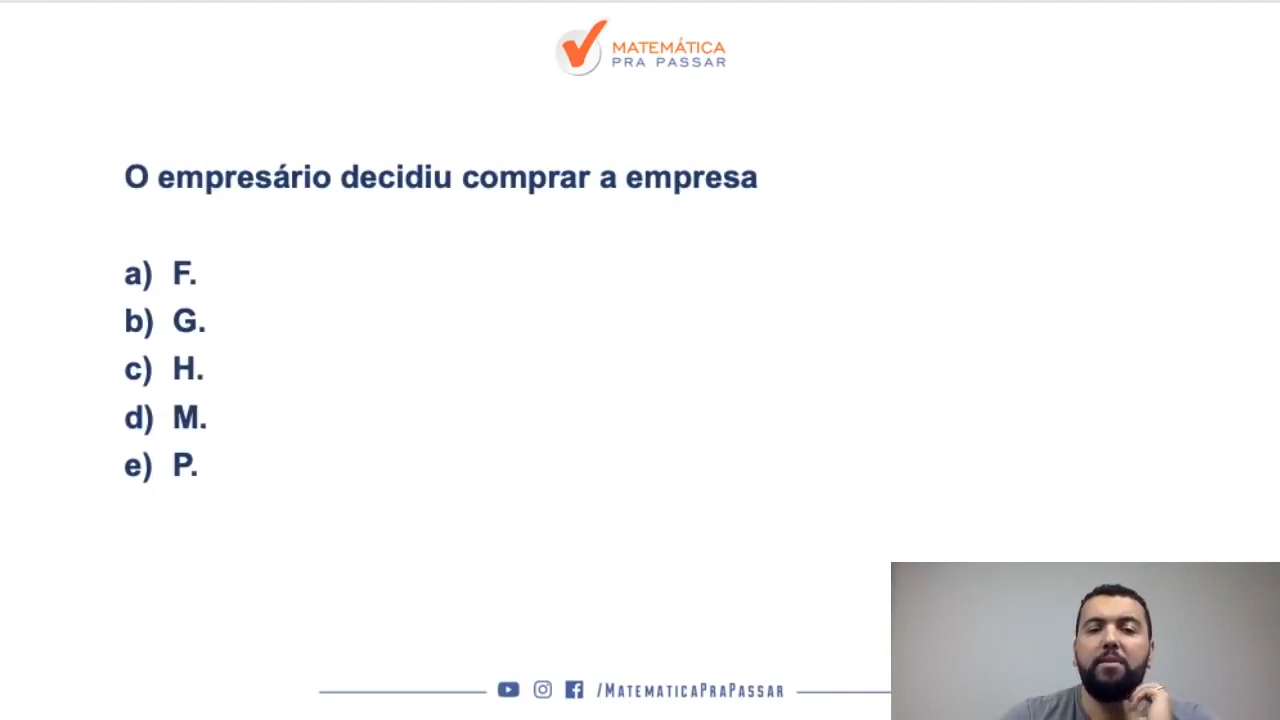 MATEMÁTICA
PRA PASSAR
O empresário decidiu comprar a empresa
a) F.
b) G.
c) H.
d) M.
e) P.
/MATEMATICAPRAPASSAR